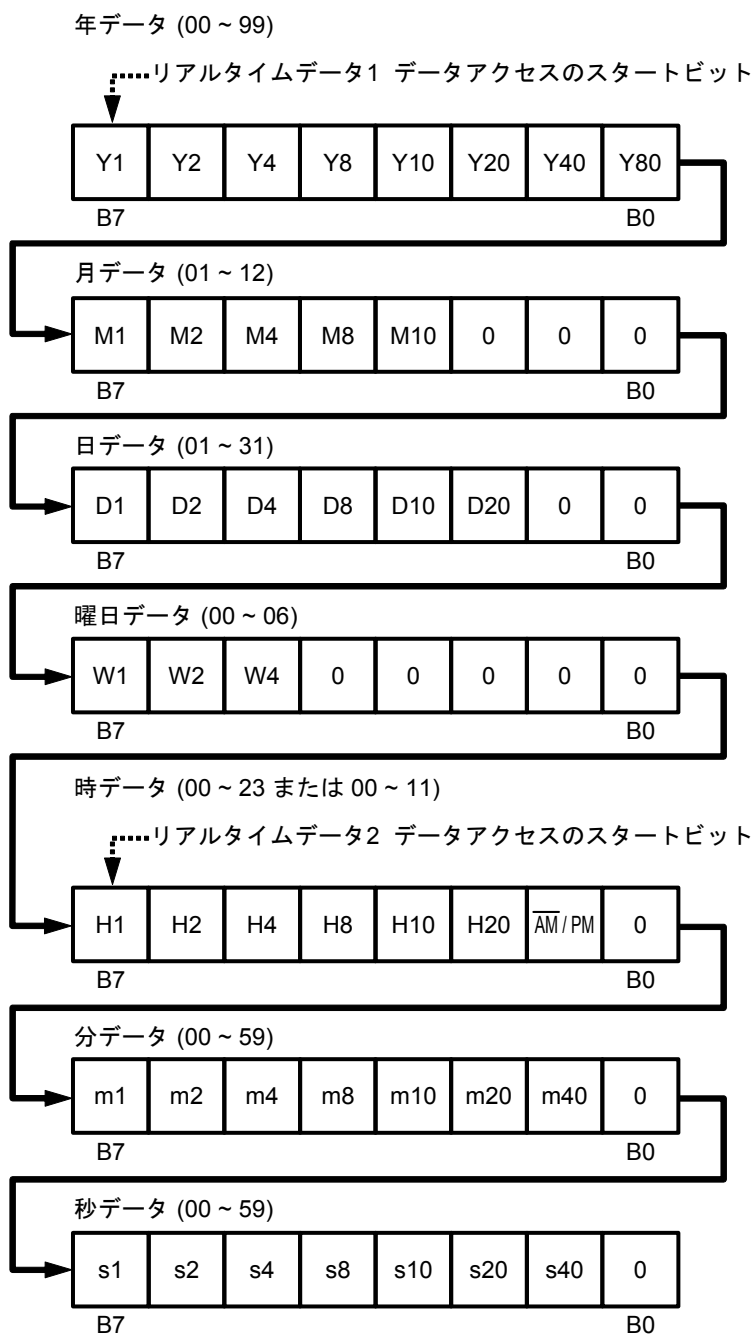 年データ (00 ~ 99)
リアルタイムデータ1 データアクセスのスタートビット
Y1 Y2 Y4 Y8 Y10 Y20 Y40 Y80
B7 B0
月データ (01 ~ 12)
M1 M2 M4 M8 M10 0 0 0
B7 B0
日データ (01 ~ 31)
D1 D2 D4 D8 D10 D20 0 0
B7 B0
曜日データ (00 ~ 06)
W1 W2 W4 0 0 0 0 0
B7 B0
時データ (00 ~ 23 または 00 ~ 11)
リアルタイムデータ2 データアクセスのスタートビット
H1 H2 H4 H8 H10 H20 A̅M̅ / PM 0
B7 B0
分データ (00 ~ 59)
m1 m2 m4 m8 m10 m20 m40 0
B7 B0
秒データ (00 ~ 59)
s1 s2 s4 s8 s10 s20 s40 0
B7 B0